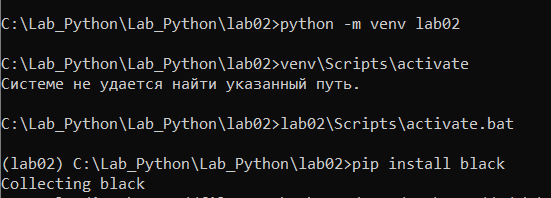 C:\Lab_Python\Lab_Python\lab02>python -m venv lab02
C:\Lab_Python\Lab_Python\lab02>venv\Scripts\activate
Системе не удается найти указанный путь.
C:\Lab_Python\Lab_Python\lab02>lab02\Scripts\activate.bat
(lab02) C:\Lab_Python\Lab_Python\lab02>pip install black
Collecting black